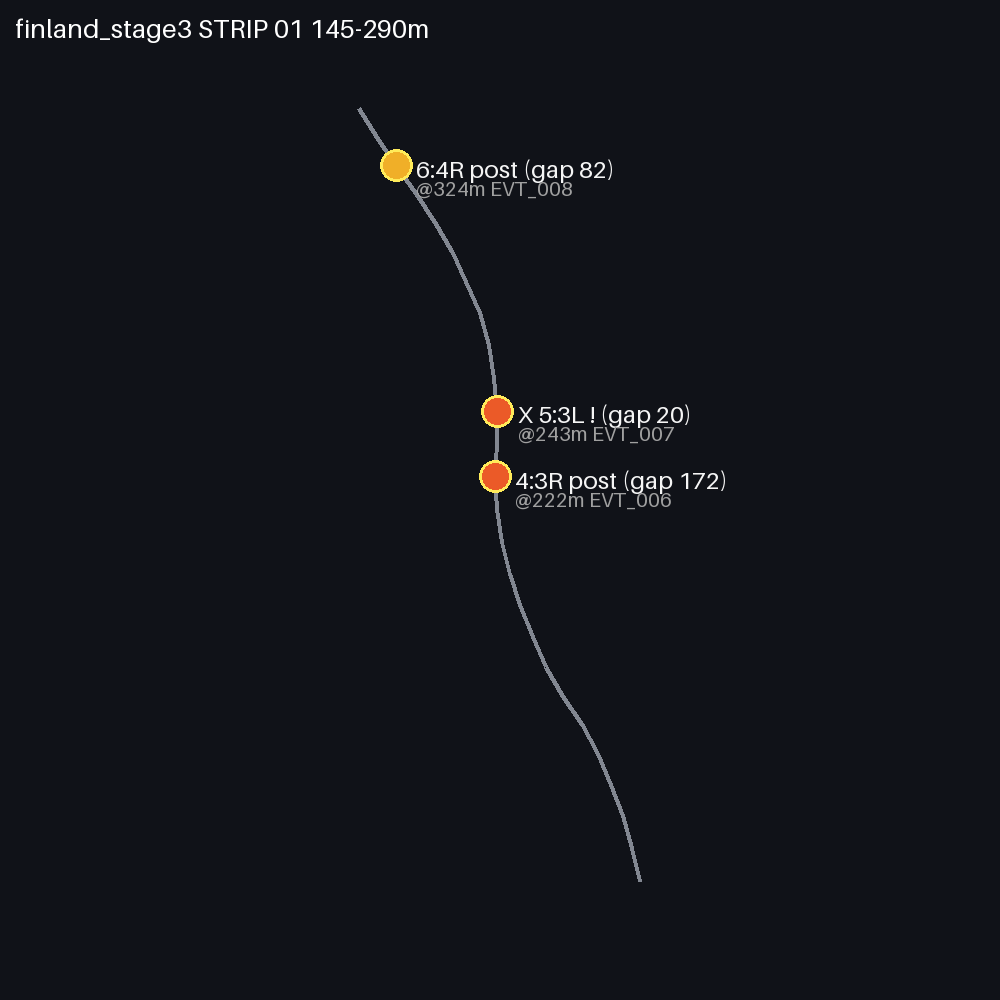 finland_stage3 STRIP 01 145-290m
6:4R post (gap 82)
@324m EVT_008
X 5:3L ! (gap 20)
@243m EVT_007
4:3R post (gap 172)
@222m EVT_006